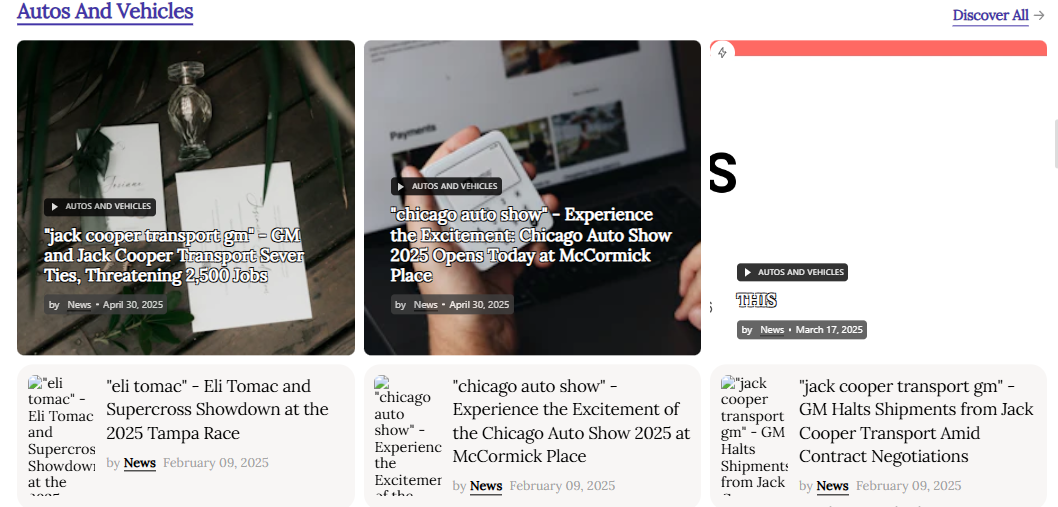 Autos And Vehicles
Discover All
Payments
S
AUTOS AND VEHICLES
"jack cooper transport gm" - GM
and Jack Cooper Transport Sever
Ties, Threatening 2,500 Jobs
by News • April 30, 2025
AUTOS AND VEHICLES
"chicago auto show" - Experience
the Excitement: Chicago Auto Show
2025 Opens Today at McCormick
Place
by News • April 30, 2025
AUTOS AND VEHICLES
THIS
by News • March 17, 2025
"eli
tomac" -
Eli Tomac
and
Supercros
Showdown
at the
"eli tomac" - Eli Tomac and
Supercross Showdown at the
2025 Tampa Race
by News February 09, 2025
"chicago
auto
show" -
Experienc
the
Excitemen
of the
"chicago auto show" -
Experience the Excitement of
the Chicago Auto Show 2025 at
McCormick Place
by News February 09, 2025
"jack
cooper
transport
gm" - GM
Halts
Shipments
from Jack
"jack cooper transport gm" -
GM Halts Shipments from Jack
Cooper Transport Amid
Contract Negotiations
by News February 09, 2025